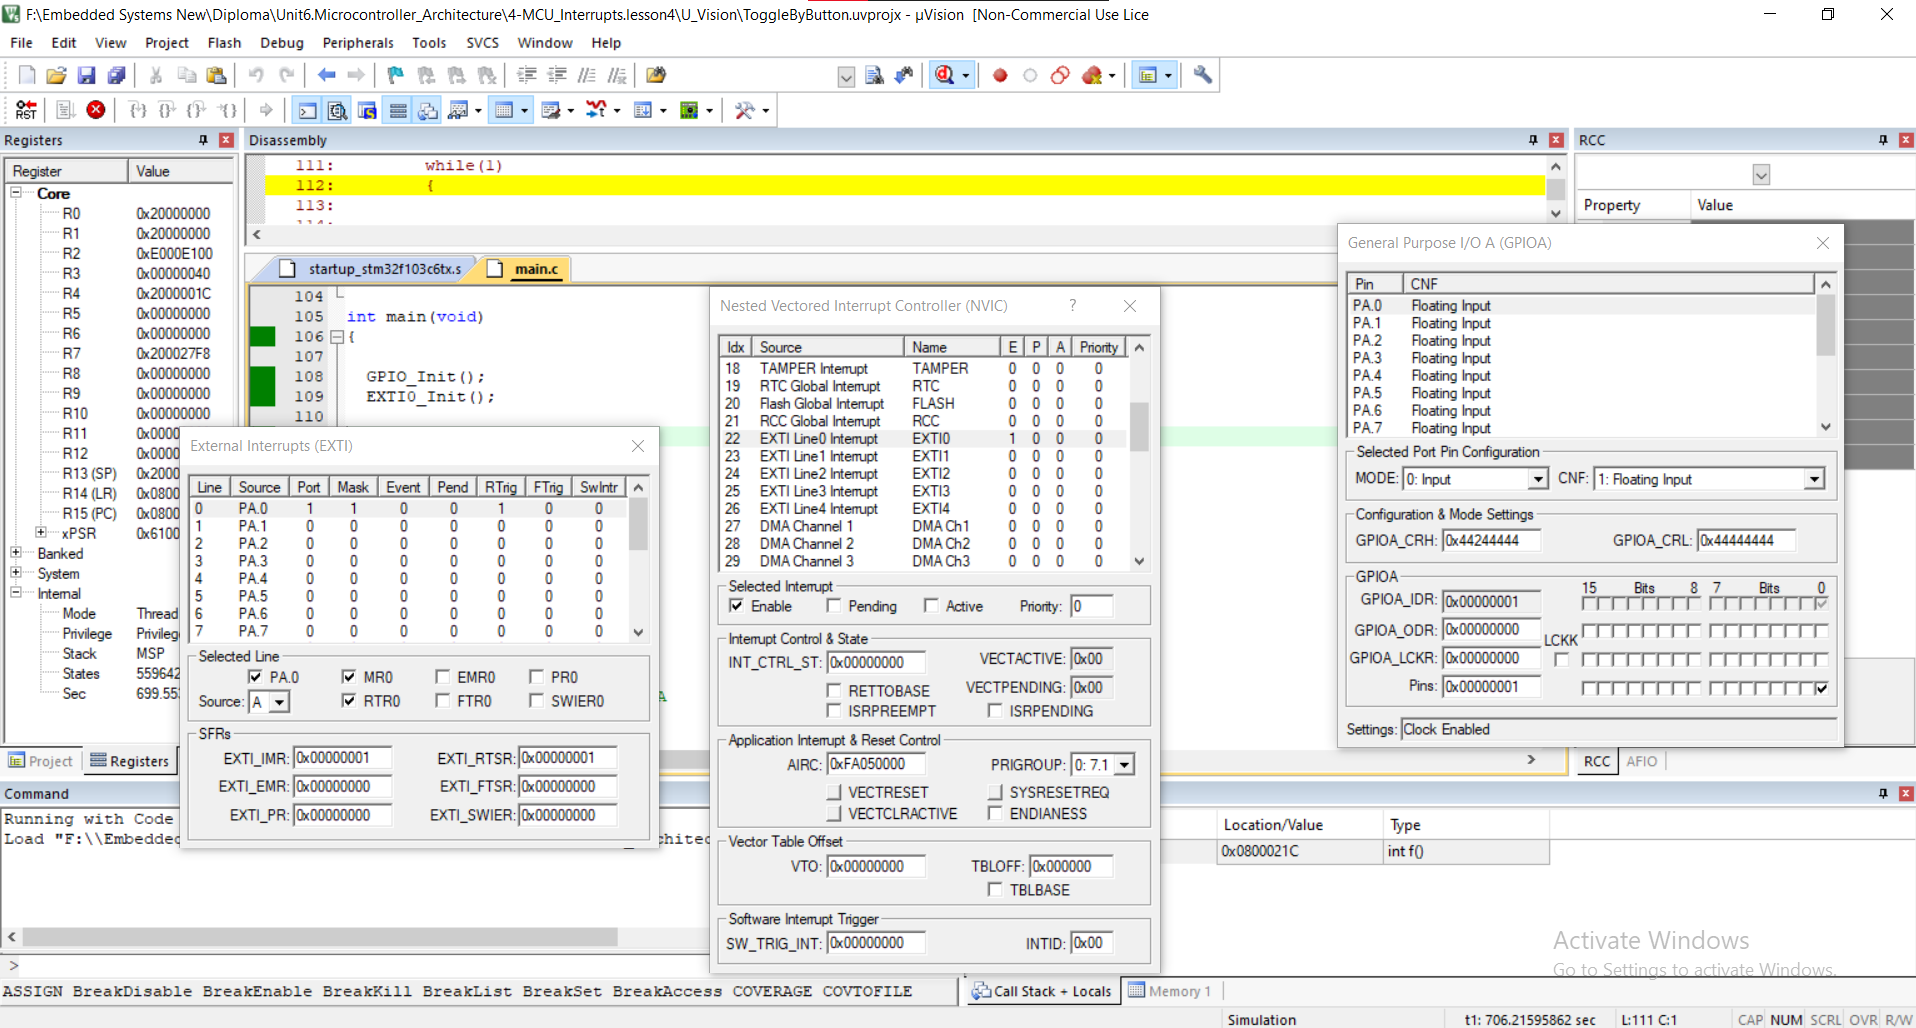 F:\Embedded Systems New\Diploma\Unit6.Microcontroller_Architecture\4-MCU_Interrupts.lesson4\U_Vision\ToggleByButton.uvprojx - µVision [Non-Commercial Use Lice
File Edit View Project Flash Debug Peripherals Tools SVCS Window Help
RST
Registers
Register Value
Core
R0 0x20000000
R1 0x20000000
R2 0xE000E100
R3 0x00000040
R4 0x2000001C
R5 0x00000000
R6 0x00000000
R7 0x200027F8
R8 0x00000000
R9 0x00000000
R10 0x00000000
R11 0x0000
R12 0x0000
R13 (SP) 0x2000
R14 (LR) 0x0800
R15 (PC) 0x0800
xPSR 0x6100
Banked
System
Internal
Mode Thread
Privilege Privileg
Stack MSP
States 559642
Sec 699.55
Project Registers
Disassembly
111: while(1)
112: {
113:
startup_stm32f103c6tx.s main.c
104
105 int main(void)
106 {
107
108 GPIO_Init();
109 EXTI0_Init();
110
External Interrupts (EXTI)
Line Source Port Mask Event Pend RTrig FTrig SwIntr
0 PA.0 1 1 0 0 1 0 0
1 PA.1 0 0 0 0 0 0 0
2 PA.2 0 0 0 0 0 0 0
3 PA.3 0 0 0 0 0 0 0
4 PA.4 0 0 0 0 0 0 0
5 PA.5 0 0 0 0 0 0 0
6 PA.6 0 0 0 0 0 0 0
7 PA.7 0 0 0 0 0 0 0
Selected Line
PA.0 MR0 EMR0 PR0
Source: A RTR0 FTR0 SWIER0
SFRs
EXTI_IMR: 0x00000001 EXTI_RTSR: 0x00000001
EXTI_EMR: 0x00000000 EXTI_FTSR: 0x00000000
EXTI_PR: 0x00000000 EXTI_SWIER: 0x00000000
Nested Vectored Interrupt Controller (NVIC) ?
Idx Source Name E P A Priority
18 TAMPER Interrupt TAMPER 0 0 0 0
19 RTC Global Interrupt RTC 0 0 0 0
20 Flash Global Interrupt FLASH 0 0 0 0
21 RCC Global Interrupt RCC 0 0 0 0
22 EXTI Line0 Interrupt EXTI0 1 0 0 0
23 EXTI Line1 Interrupt EXTI1 0 0 0 0
24 EXTI Line2 Interrupt EXTI2 0 0 0 0
25 EXTI Line3 Interrupt EXTI3 0 0 0 0
26 EXTI Line4 Interrupt EXTI4 0 0 0 0
27 DMA Channel 1 DMA Ch1 0 0 0 0
28 DMA Channel 2 DMA Ch2 0 0 0 0
29 DMA Channel 3 DMA Ch3 0 0 0 0
Selected Interrupt
Enable Pending Active Priority: 0
Interrupt Control & State
INT_CTRL_ST: 0x00000000 VECTACTIVE: 0x00
RETTOBASE VECTPENDING: 0x00
ISRPREEMPT ISRPENDING
Application Interrupt & Reset Control
AIRC: 0xFA050000 PRIGROUP: 0: 7.1
VECTRESET SYSRESETREQ
VECTCLRACTIVE ENDIANESS
Vector Table Offset
VTO: 0x00000000 TBLOFF: 0x000000
TBLBASE
Software Interrupt Trigger
SW_TRIG_INT: 0x00000000 INTID: 0x00
RCC
Property Value
General Purpose I/O A (GPIOA)
Pin CNF
PA.0 Floating Input
PA.1 Floating Input
PA.2 Floating Input
PA.3 Floating Input
PA.4 Floating Input
PA.5 Floating Input
PA.6 Floating Input
PA.7 Floating Input
Selected Port Pin Configuration
MODE: 0: Input CNF: 1: Floating Input
Configuration & Mode Settings
GPIOA_CRH: 0x44244444 GPIOA_CRL: 0x44444444
GPIOA
15 Bits 8 7 Bits 0
GPIOA_IDR: 0x00000001
GPIOA_ODR: 0x00000000
LCKK
GPIOA_LCKR: 0x00000000
Pins: 0x00000001
Settings: Clock Enabled
RCC AFIO
Command
Running with Code
Load "F:\\Embedded
chitec
>
ASSIGN BreakDisable BreakEnable BreakKill BreakList BreakSet BreakAccess COVERAGE COVTOFILE
Location/Value Type
0x0800021C int f()
Call Stack + Locals Memory 1
Activate Windows
Go to Settings to activate Windows.
Simulation t1: 706.21595862 sec L:111 C:1 CAP NUM SCRL OVR R/W